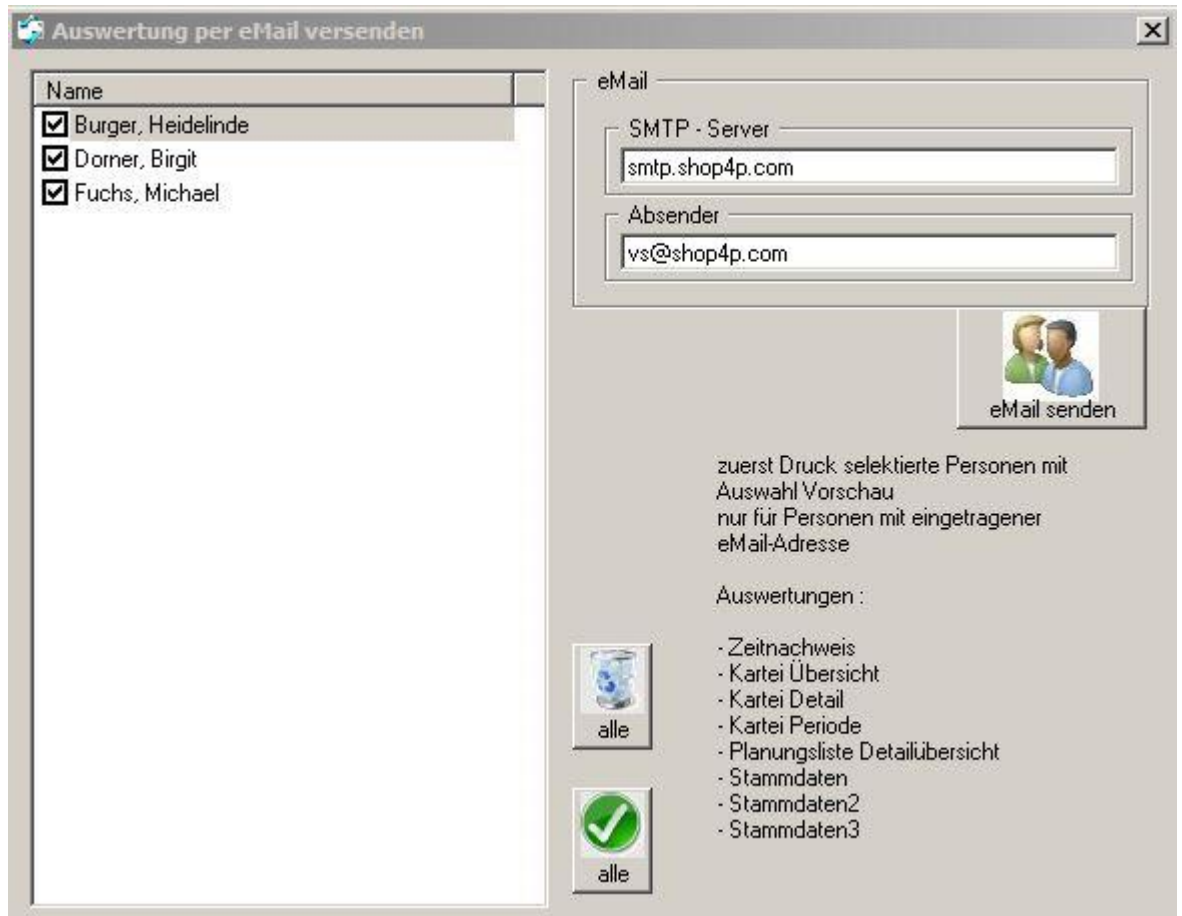 Auswertung per eMail versenden
Name
Burger, Heidelinde
Dorner, Birgit
Fuchs, Michael
eMail
SMTP - Server
smtp.shop4p.com
Absender
vs@shop4p.com
eMail senden
zuerst Druck selektierte Personen mit
Auswahl Vorschau
nur für Personen mit eingetragener
eMail-Adresse
Auswertungen :
- Zeitnachweis
- Kartei Übersicht
- Kartei Detail
- Kartei Periode
- Planungsliste Detailübersicht
- Stammdaten
- Stammdaten2
- Stammdaten3
alle
alle